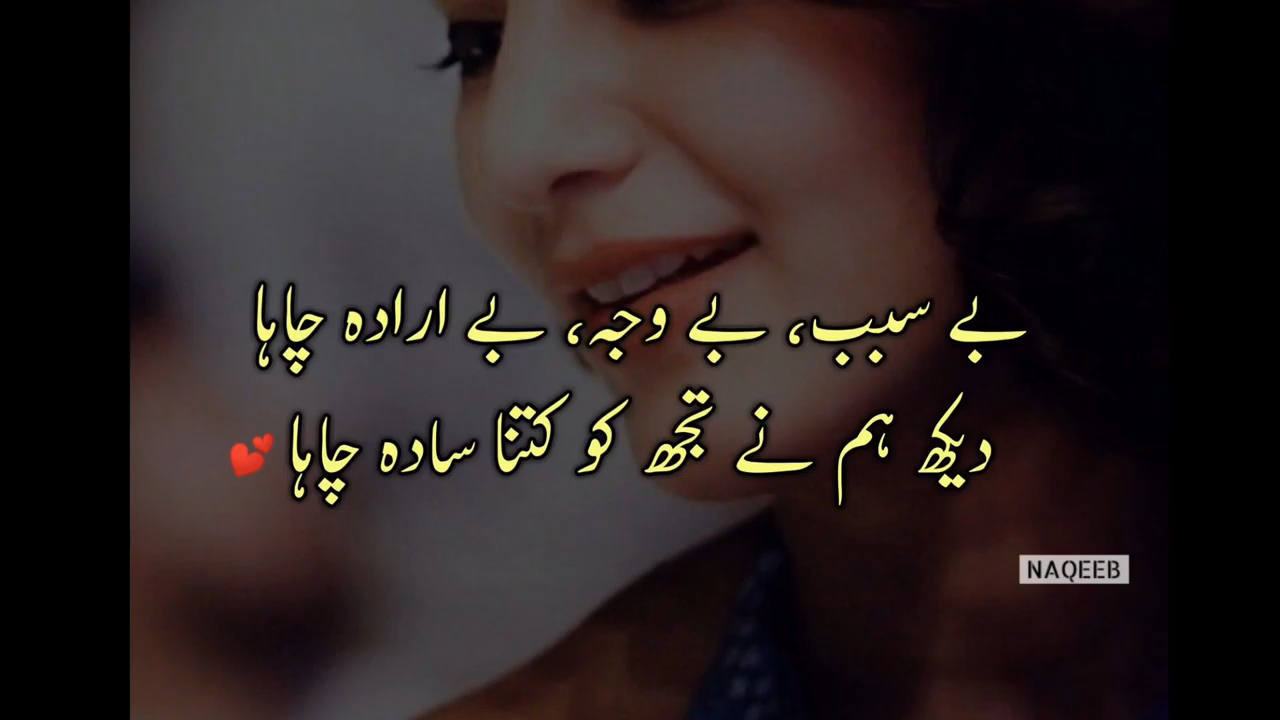 بے سبب، بے وجہ، بے ارادہ چاہا
دیکھ ہم نے تجھ کو کتنا سادہ چاہا 💕
NAQEEB